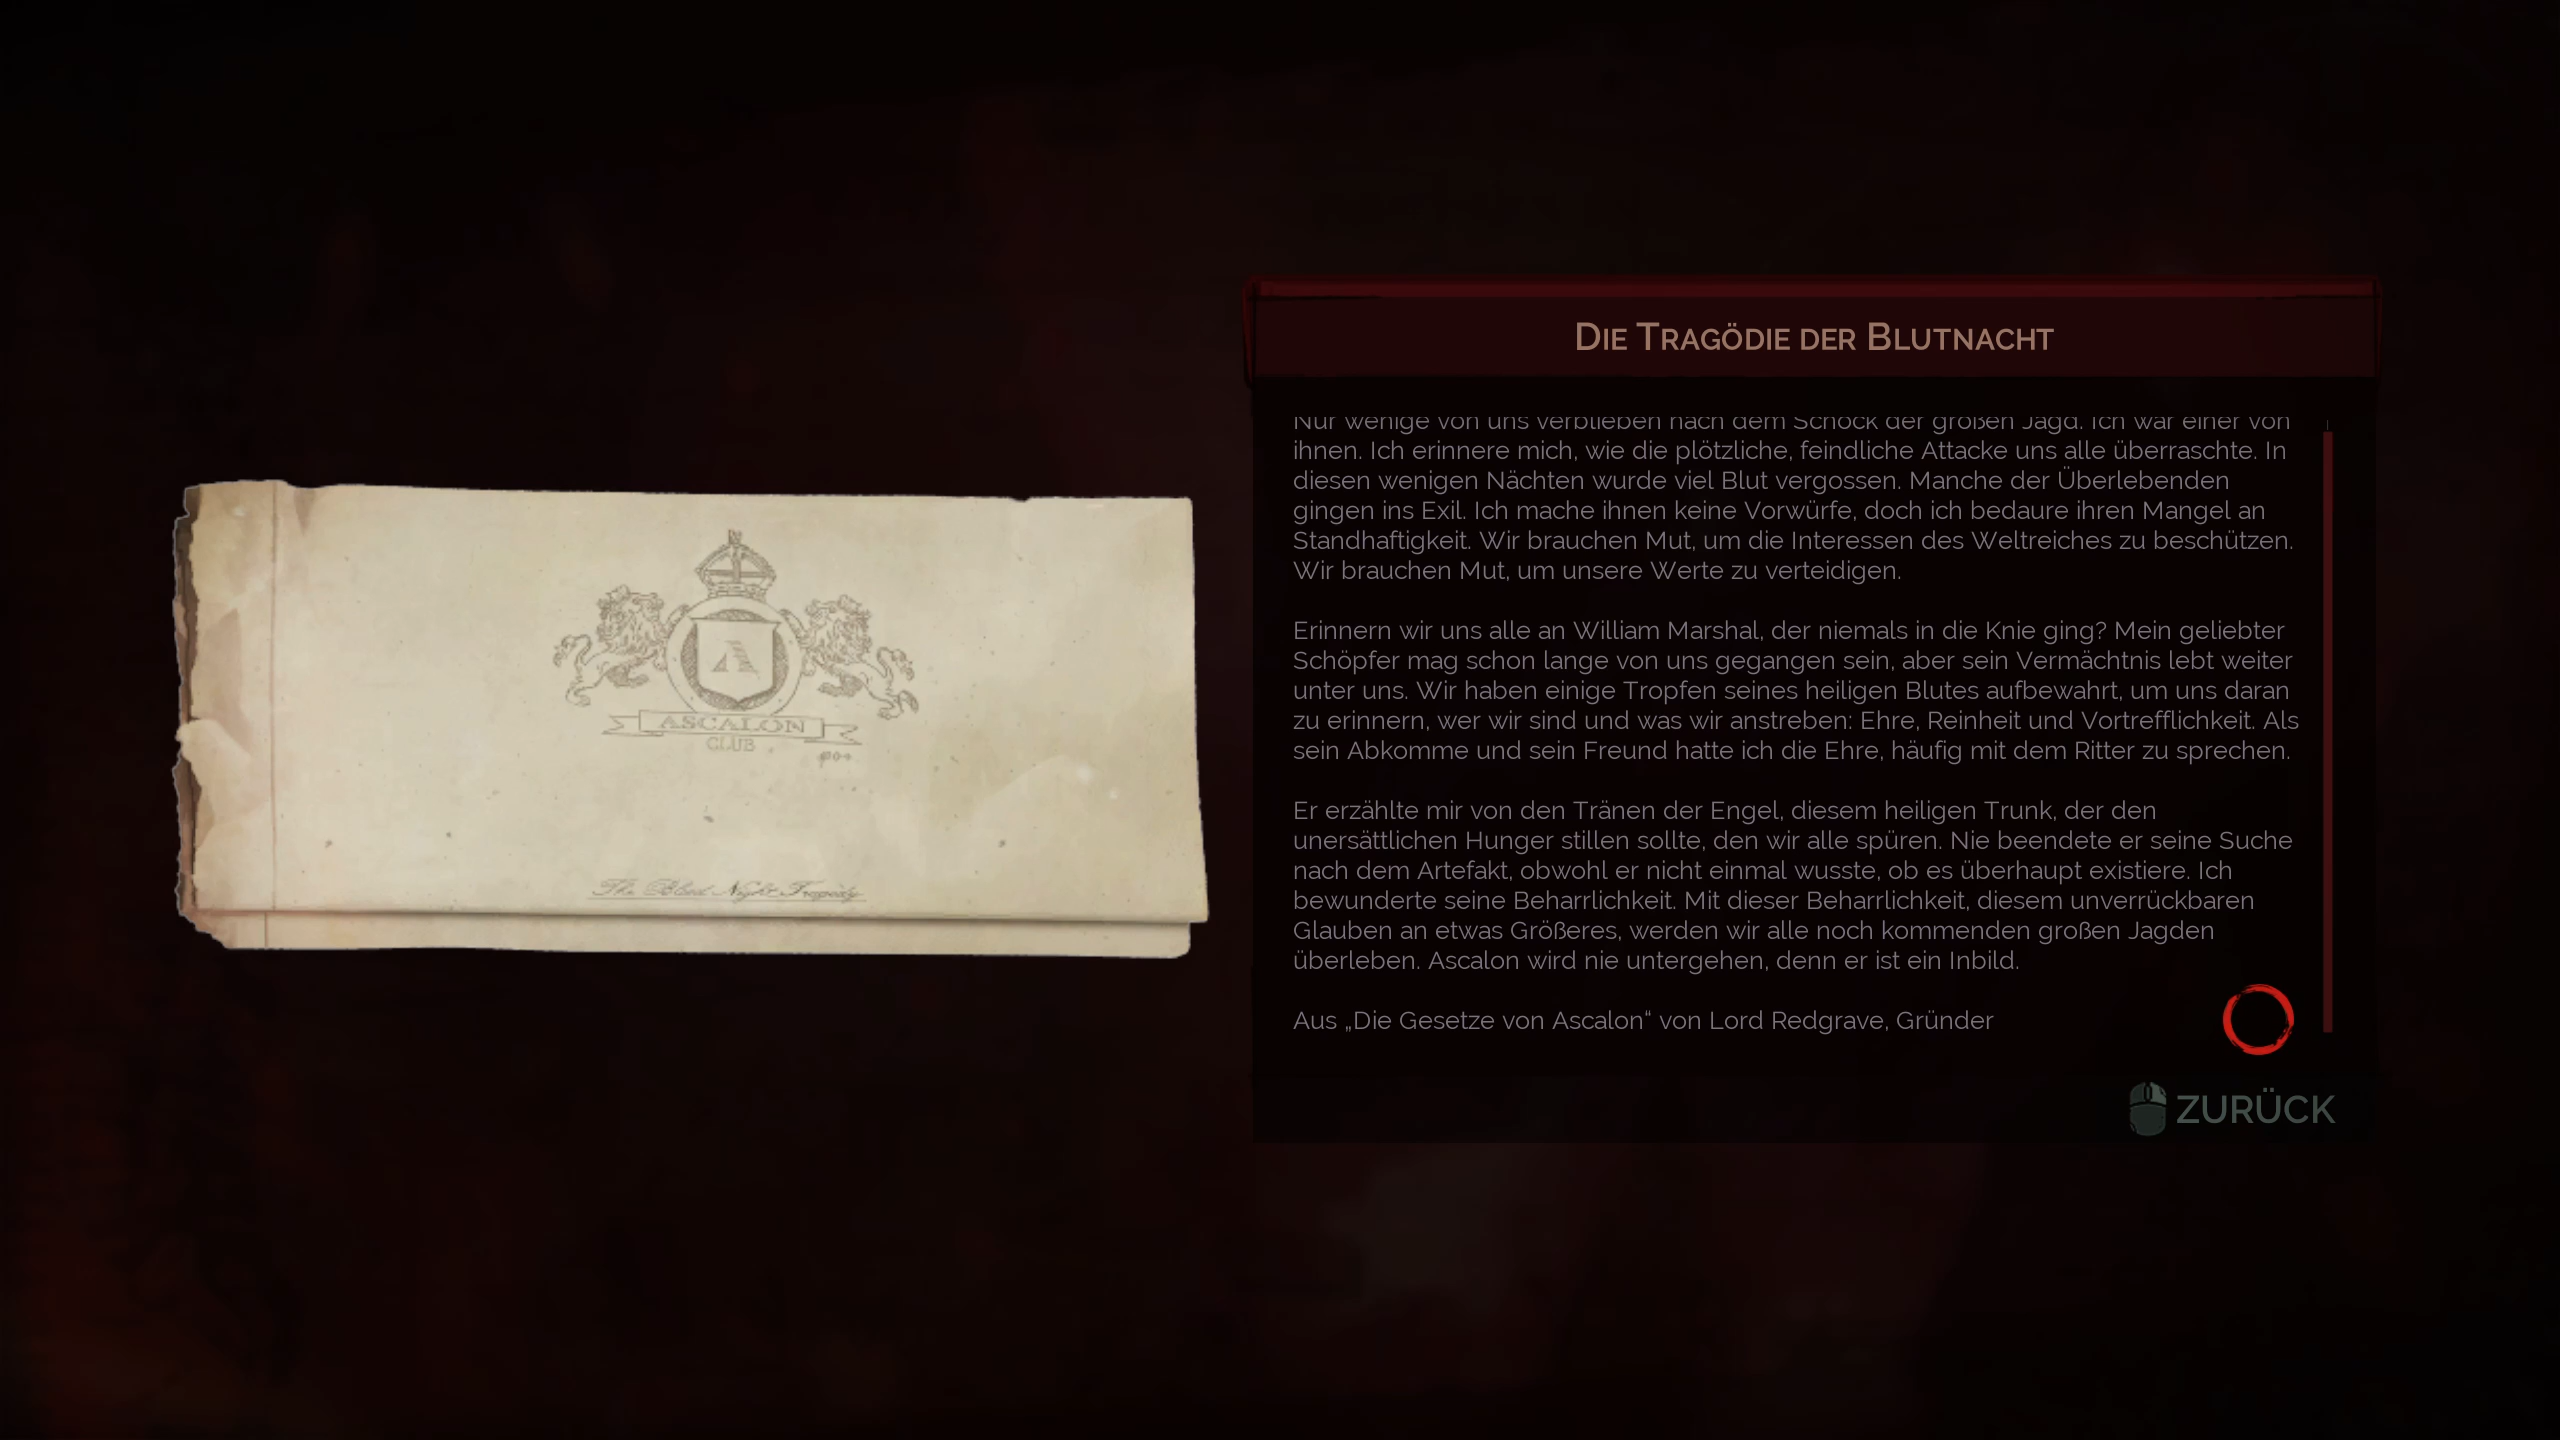 ASCALON
CLUB
The Blood Night Tragedy
DIE TRAGÖDIE DER BLUTNACHT
Nur wenige von uns verblieben nach dem Schock der großen Jagd. Ich war einer von
ihnen. Ich erinnere mich, wie die plötzliche, feindliche Attacke uns alle überraschte. In
diesen wenigen Nächten wurde viel Blut vergossen. Manche der Überlebenden
gingen ins Exil. Ich mache ihnen keine Vorwürfe, doch ich bedaure ihren Mangel an
Standhaftigkeit. Wir brauchen Mut, um die Interessen des Weltreiches zu beschützen.
Wir brauchen Mut, um unsere Werte zu verteidigen.
Erinnern wir uns alle an William Marshal, der niemals in die Knie ging? Mein geliebter
Schöpfer mag schon lange von uns gegangen sein, aber sein Vermächtnis lebt weiter
unter uns. Wir haben einige Tropfen seines heiligen Blutes aufbewahrt, um uns daran
zu erinnern, wer wir sind und was wir anstreben: Ehre, Reinheit und Vortrefflichkeit. Als
sein Abkomme und sein Freund hatte ich die Ehre, häufig mit dem Ritter zu sprechen.
Er erzählte mir von den Tränen der Engel, diesem heiligen Trunk, der den
unersättlichen Hunger stillen sollte, den wir alle spüren. Nie beendete er seine Suche
nach dem Artefakt, obwohl er nicht einmal wusste, ob es überhaupt existiere. Ich
bewunderte seine Beharrlichkeit. Mit dieser Beharrlichkeit, diesem unverrückbaren
Glauben an etwas Größeres, werden wir alle noch kommenden großen Jagden
überleben. Ascalon wird nie untergehen, denn er ist ein Inbild.
Aus „Die Gesetze von Ascalon“ von Lord Redgrave, Gründer
ZURÜCK